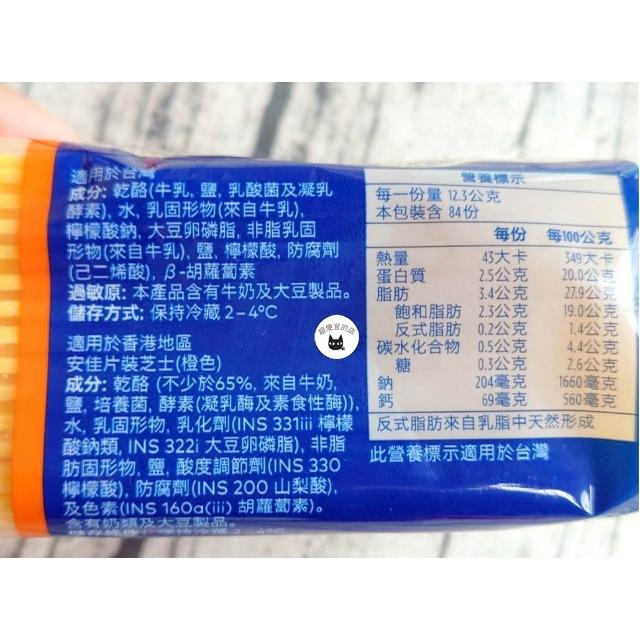 適用於台灣
成分: 乾酪(牛乳, 鹽, 乳酸菌及凝乳
酵素), 水, 乳固形物(來自牛乳),
檸檬酸鈉, 大豆卵磷脂, 非脂乳固
形物(來自牛乳), 鹽, 檸檬酸, 防腐劑
(己二烯酸), β-胡蘿蔔素
過敏原: 本產品含有牛奶及大豆製品。
儲存方式: 保持冷藏 2-4°C
適用於香港地區
安佳片裝芝士(橙色)
成分: 乾酪 (不少於65%, 來自牛奶,
鹽, 培養菌, 酵素(凝乳酶及素食性酶)),
水, 乳固形物, 乳化劑(INS 331iii 檸檬
酸鈉類, INS 322i 大豆卵磷脂), 非脂
肪固形物, 鹽, 酸度調節劑(INS 330
檸檬酸), 防腐劑(INS 200 山梨酸),
及色素(INS 160a(iii) 胡蘿蔔素)。
含有奶類及大豆製品。
儲存條件: 保持冷藏 2-4°C
超便宜的店
營養標示
每一份量 12.3公克
本包裝含 84份
每份 每100公克
熱量 43大卡 349大卡
蛋白質 2.5公克 20.0公克
脂肪 3.4公克 27.9公克
飽和脂肪 2.3公克 19.0公克
反式脂肪 0.2公克 1.4公克
碳水化合物 0.5公克 4.4公克
糖 0.3公克 2.6公克
鈉 204毫克 1660毫克
鈣 69毫克 560毫克
反式脂肪來自乳脂中天然形成
此營養標示適用於台灣